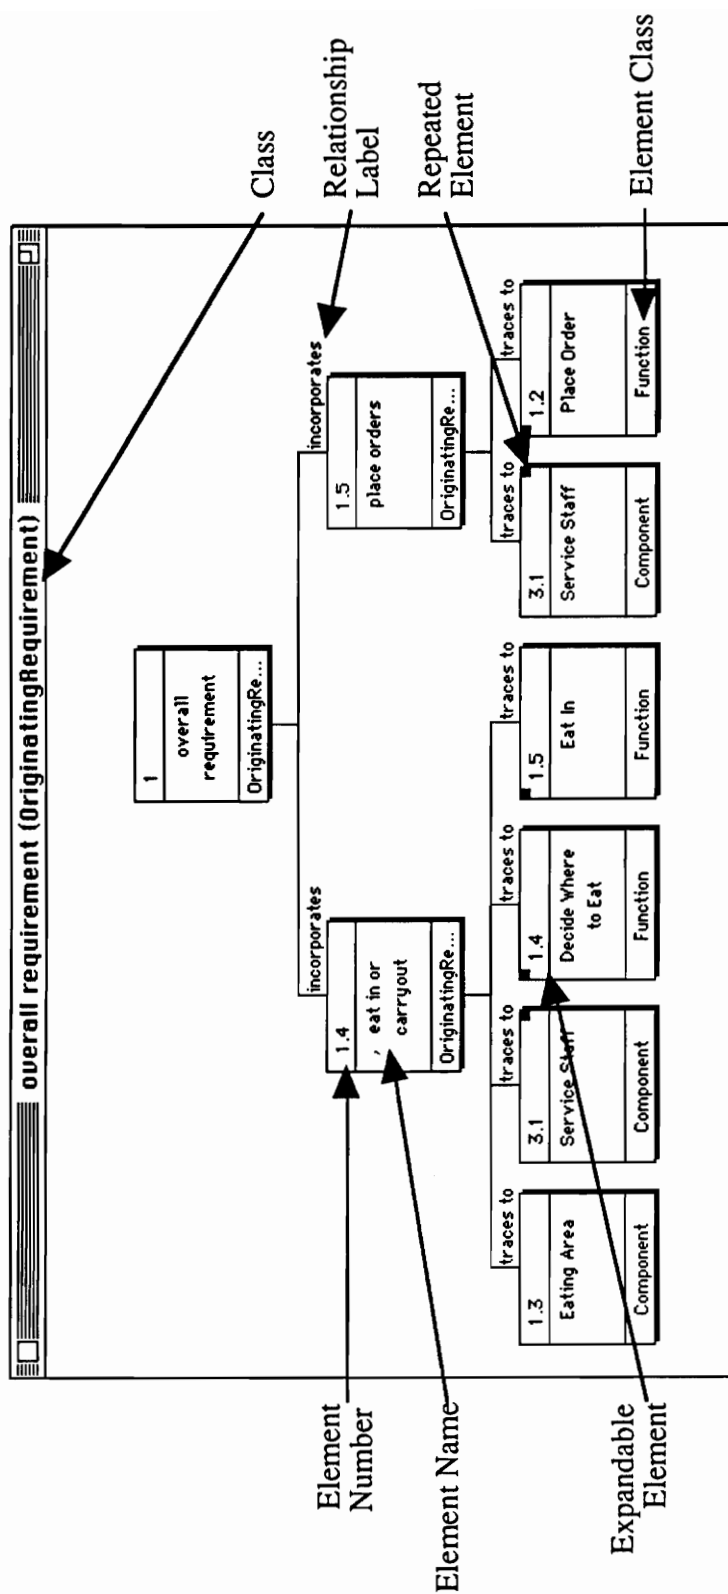 overall requirement (OriginatingRequirement)
Class
1
overall
requirement
OriginatingRe...
incorporates
incorporates
Relationship
Label
Element
Number
1.4
, eat in or
carryout
OriginatingRe...
1.5
place orders
OriginatingRe...
Element Name
Repeated
Element
traces to
traces to
traces to
traces to
traces to
traces to
1.3
Eating Area
Component
3.1
Service Staff
Component
1.4
Decide Where
to Eat
Function
1.5
Eat In
Function
3.1
Service Staff
Component
1.2
Place Order
Function
Expandable
Element
Element Class